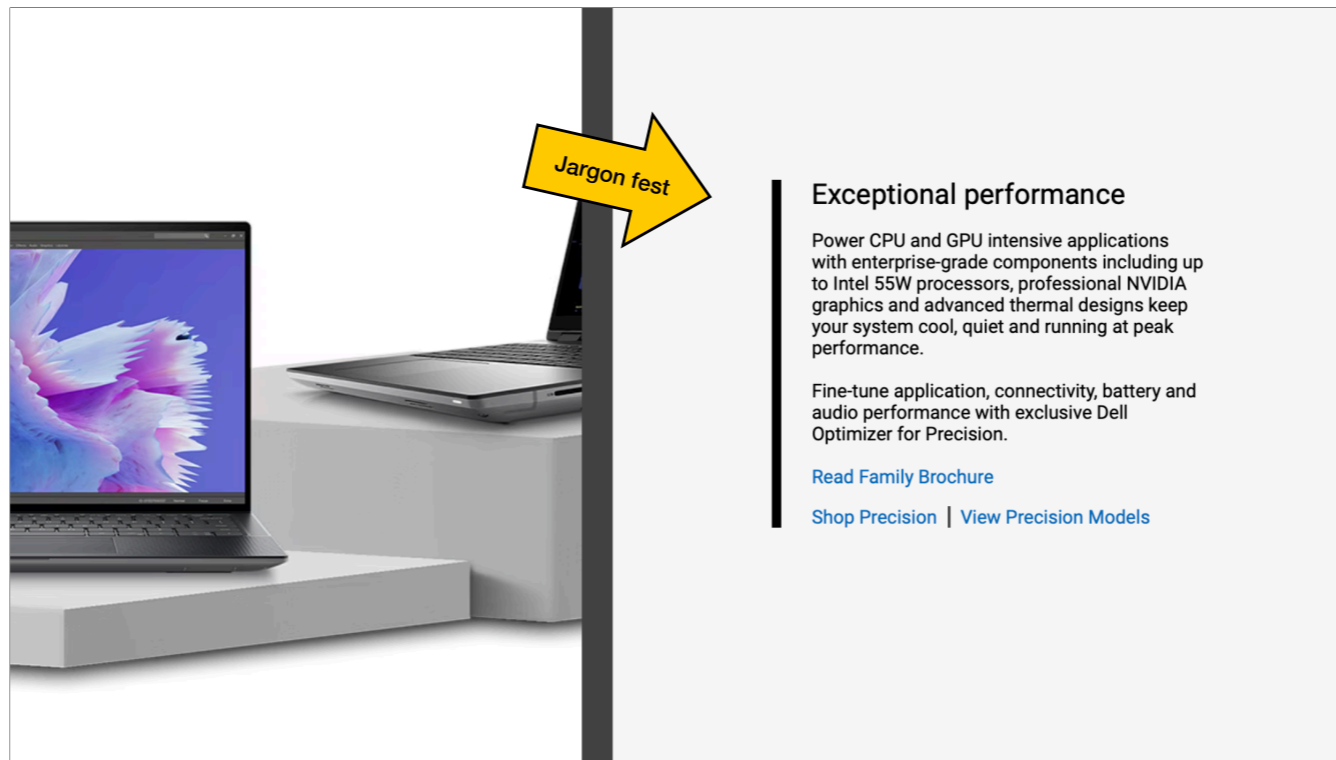 Jargon fest
Exceptional performance
Power CPU and GPU intensive applications
with enterprise-grade components including up
to Intel 55W processors, professional NVIDIA
graphics and advanced thermal designs keep
your system cool, quiet and running at peak
performance.
Fine-tune application, connectivity, battery and
audio performance with exclusive Dell
Optimizer for Precision.
Read Family Brochure
Shop Precision | View Precision Models